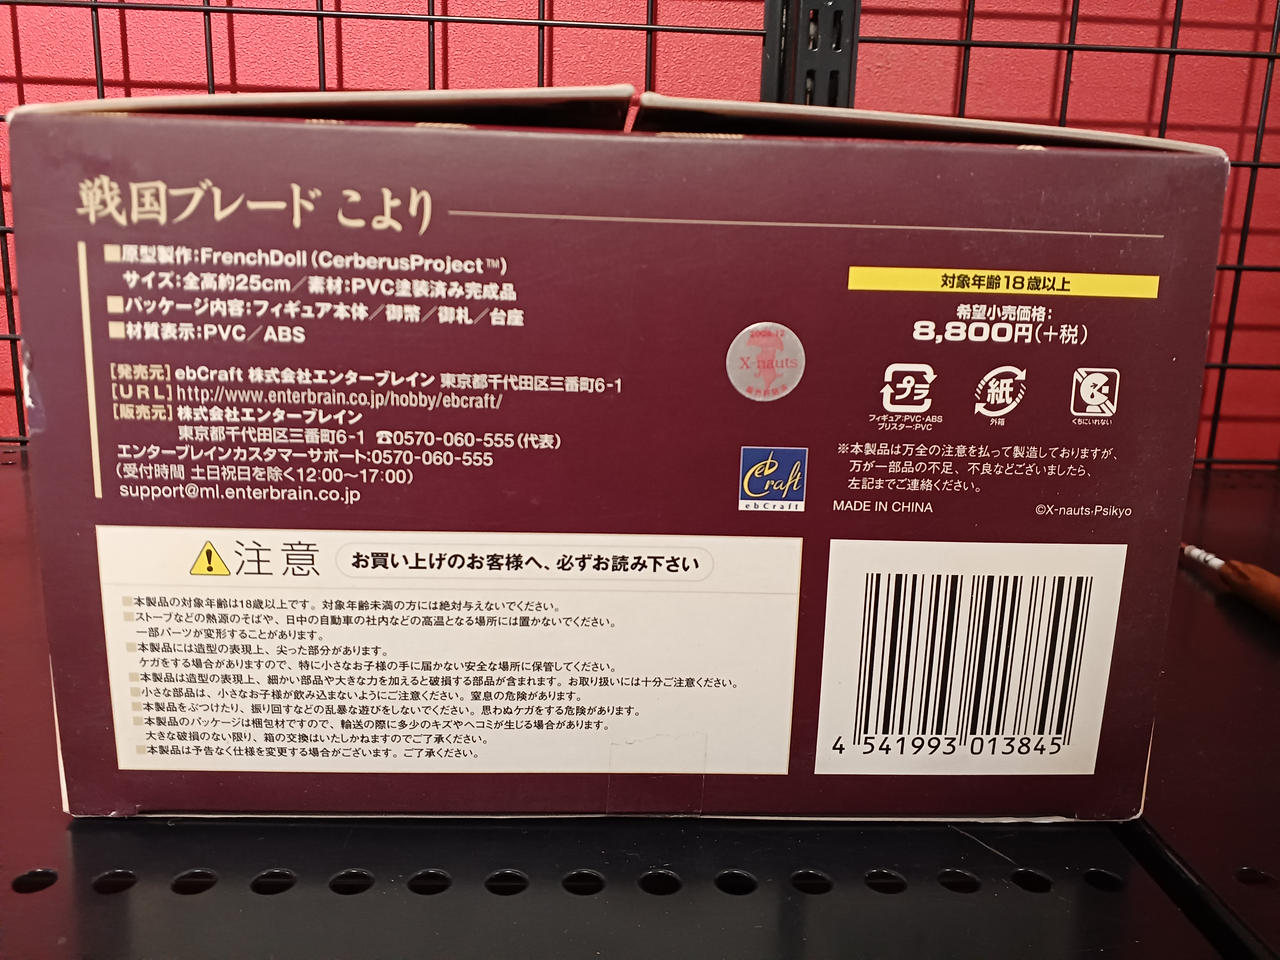 戦国ブレード こより
■原型製作:FrenchDoll(CerberusProject™)
サイズ:全高約25cm／素材:PVC塗装済み完成品
■パッケージ内容:フィギュア本体／御幣／御札／台座
■材質表示:PVC／ABS
[発売元] ebCraft 株式会社エンターブレイン 東京都千代田区三番町6-1
[URL] http://www.enterbrain.co.jp/hobby/ebcraft/
[販売元] 株式会社エンターブレイン
東京都千代田区三番町6-1 ☎0570-060-555(代表)
エンターブレインカスタマーサポート:0570-060-555
(受付時間 土日祝日を除く12:00〜17:00)
support@ml.enterbrain.co.jp
2008.12
X-nauts
ebCraft
ebCraft
対象年齢18歳以上
希望小売価格:
8,800円(+税)
プラ
フィギュア:PVC・ABS
ブリスター:PVC
紙
外箱
くちにいれない
※本製品は万全の注意を払って製造しておりますが、
万が一部品の不足、不良などございましたら、
左記までご連絡ください。
MADE IN CHINA
©X-nauts・Psikyo
注意
お買い上げのお客様へ、必ずお読み下さい
■本製品の対象年齢は18歳以上です。対象年齢未満の方には絶対与えないでください。
■ストーブなどの熱源のそばや、日中の自動車の社内などの高温となる場所には置かないでください。
一部パーツが変形することがあります。
■本製品には造型の表現上、尖った部分があります。
ケガをする場合がありますので、特に小さなお子様の手に届かない安全な場所に保管してください。
■本製品は造型の表現上、細かい部品や大きな力を加えると破損する部品が含まれます。お取り扱いには十分ご注意ください。
■小さな部品は、小さなお子様が飲み込まないようにご注意ください。窒息の危険があります。
■本製品をぶつけたり、振り回すなどの乱暴な遊びをしないでください。思わぬケガをする危険があります。
■本製品のパッケージは梱包材ですので、輸送の際に多少のキズやヘコミが生じる場合があります。
大きな破損のない限り、箱の交換はいたしかねますのでご了承ください。
■本製品は予告なく仕様を変更する場合がございます。ご了承ください。
4 541993 013845